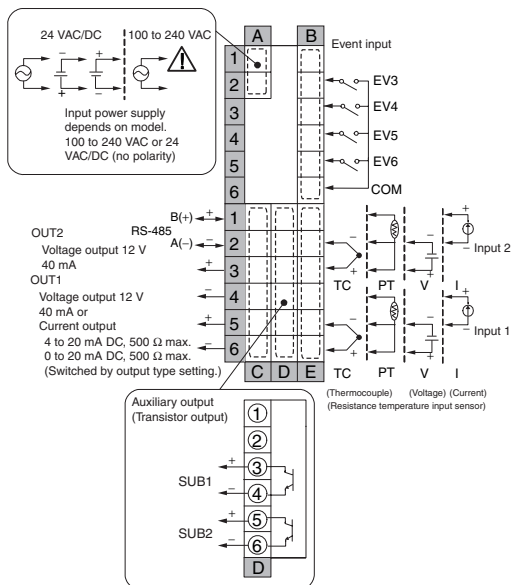 24 VAC/DC
100 to 240 VAC
Input power supply
depends on model.
100 to 240 VAC or 24
VAC/DC (no polarity)
A
B
1
2
3
4
5
6
Event input
EV3
EV4
EV5
EV6
COM
1
2
3
4
5
6
C D E
B(+)
RS-485
A(−)
OUT2
Voltage output 12 V
40 mA
OUT1
Voltage output 12 V
40 mA or
Current output
4 to 20 mA DC, 500 Ω max.
0 to 20 mA DC, 500 Ω max.
(Switched by output type setting.)
TC PT V I
Input 2
TC PT V I
Input 1
(Thermocouple) (Voltage) (Current)
(Resistance temperature input sensor)
Auxiliary output
(Transistor output)
1
2
3
4
5
6
D
SUB1
SUB2